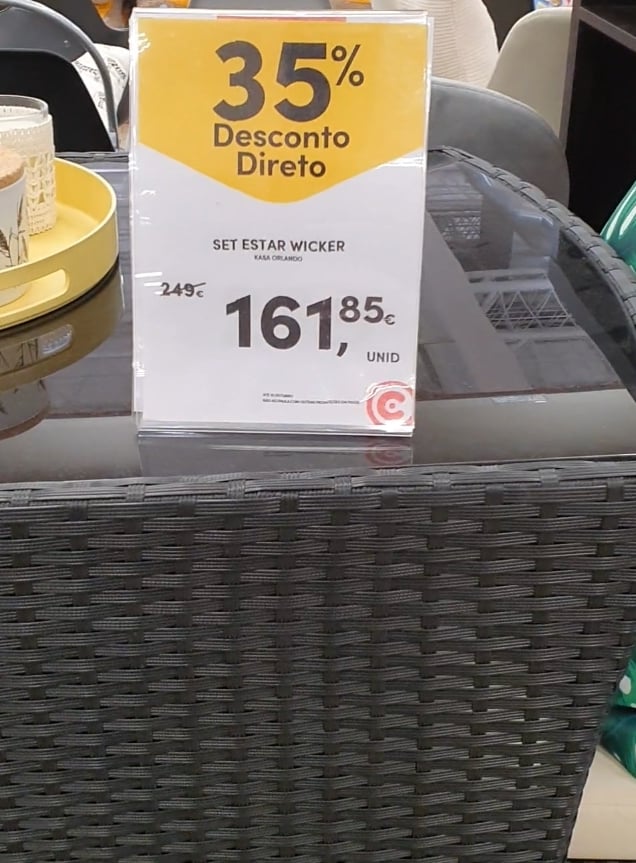 35%
Desconto
Direto
SET ESTAR WICKER
KASA ORLANDO
249€
161,85€
UNID
C